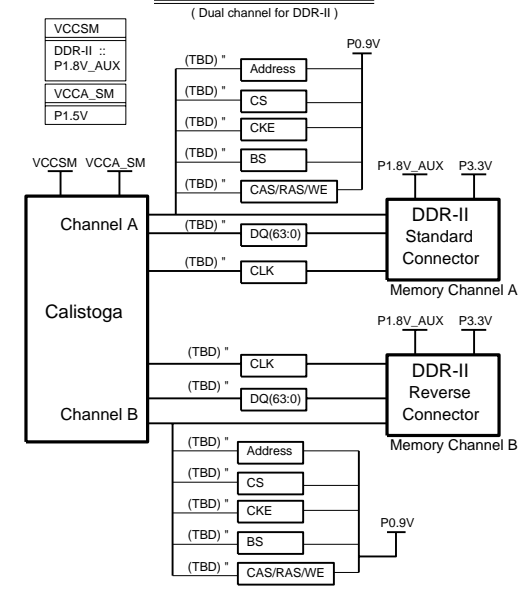 ( Dual channel for DDR-II )
VCCSM
DDR-II ::
P1.8V_AUX
VCCA_SM
P1.5V
P0.9V
(TBD) " Address
(TBD) " CS
(TBD) " CKE
(TBD) " BS
(TBD) " CAS/RAS/WE
VCCSM VCCA_SM
P1.8V_AUX P3.3V
Channel A
(TBD) " DQ(63:0)
(TBD) " CLK
DDR-II
Standard
Connector
Memory Channel A
Calistoga
P1.8V_AUX P3.3V
(TBD) " CLK
(TBD) " DQ(63:0)
Channel B
DDR-II
Reverse
Connector
Memory Channel B
(TBD) " Address
(TBD) " CS
(TBD) " CKE
(TBD) " BS
(TBD) " CAS/RAS/WE
P0.9V